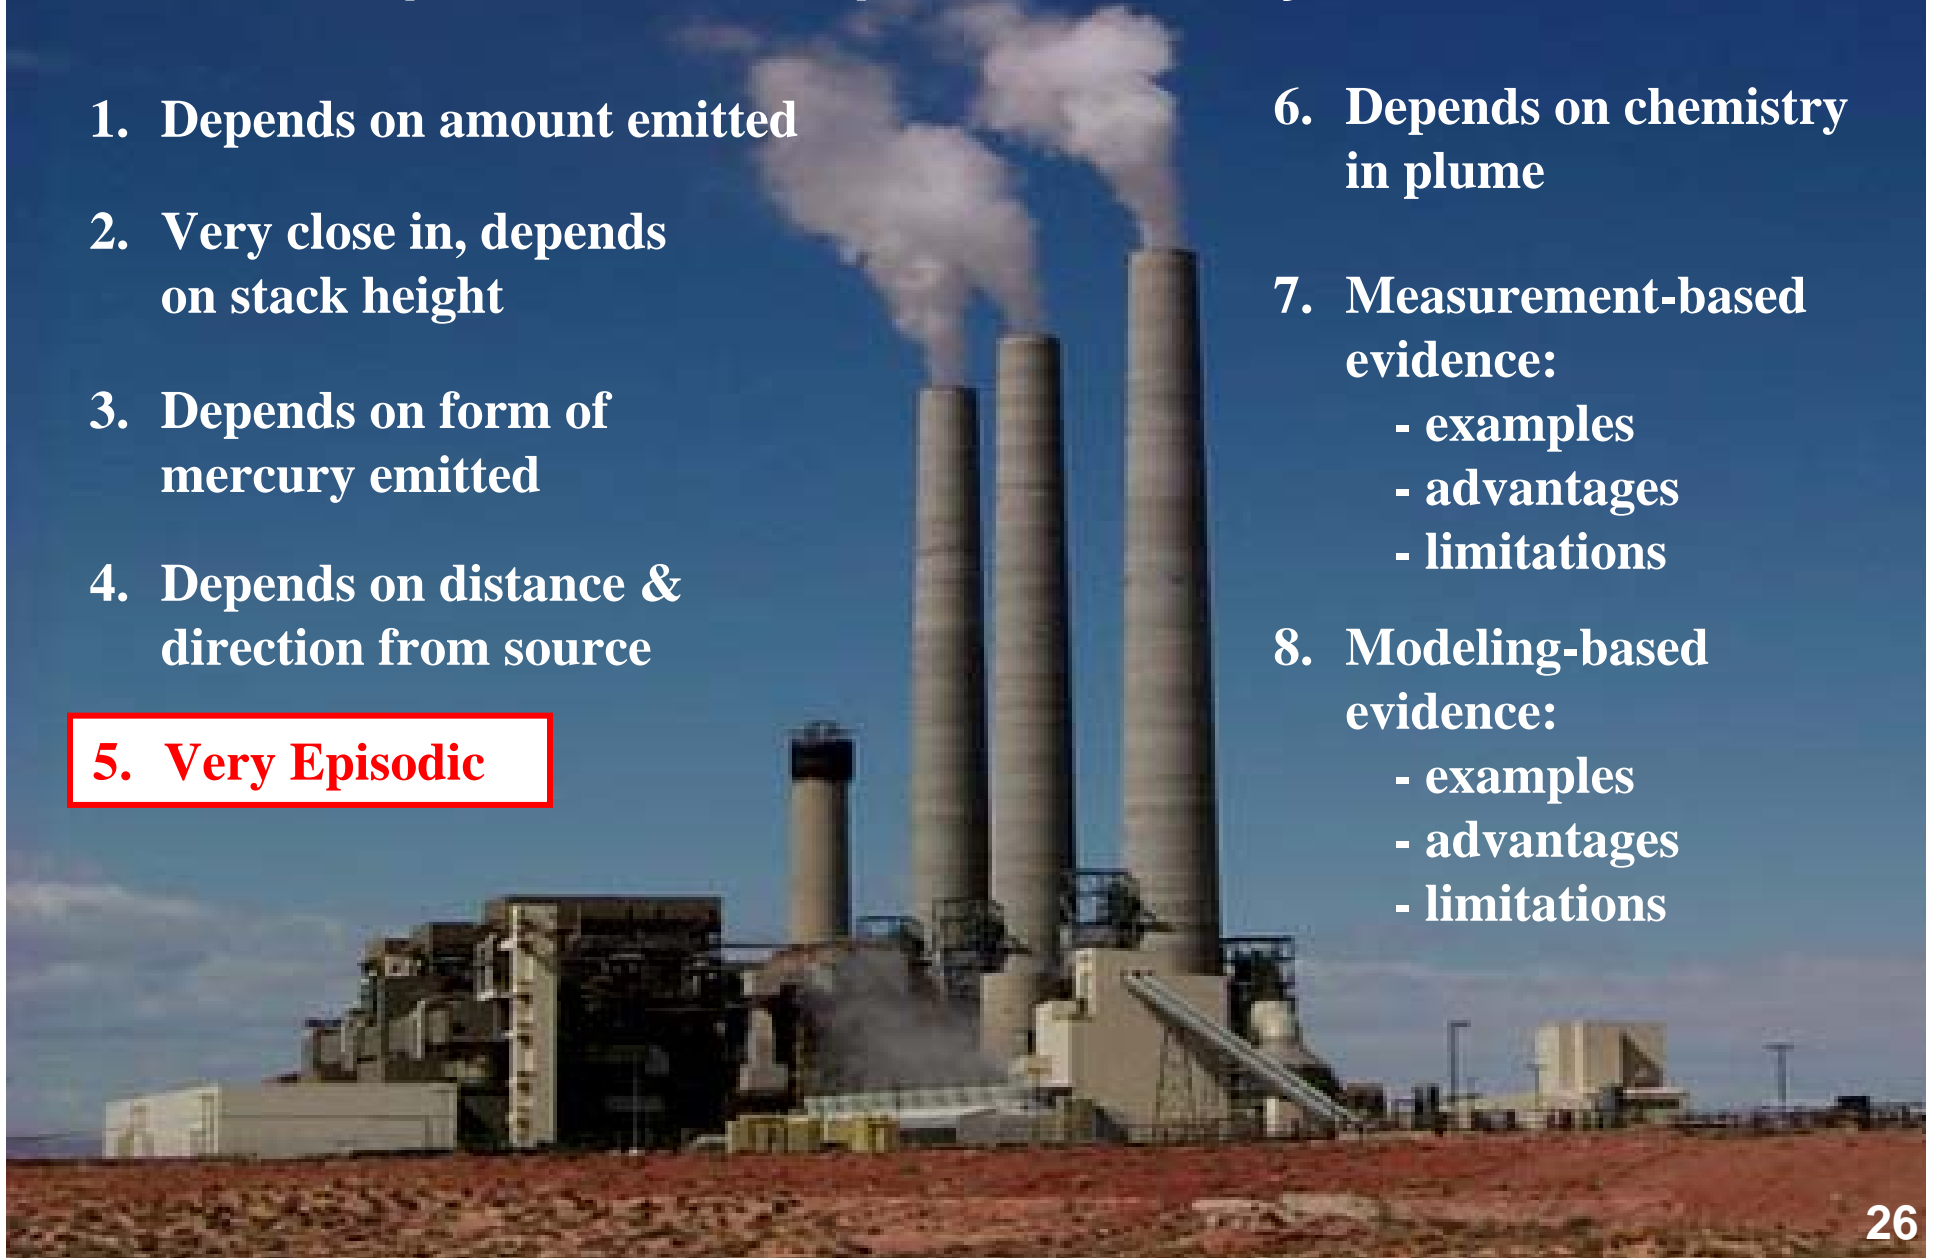 1. Depends on amount emitted
2. Very close in, depends
on stack height
3. Depends on form of
mercury emitted
4. Depends on distance &
direction from source
5. Very Episodic
6. Depends on chemistry
in plume
7. Measurement-based
evidence:
- examples
- advantages
- limitations
8. Modeling-based
evidence:
- examples
- advantages
- limitations
26